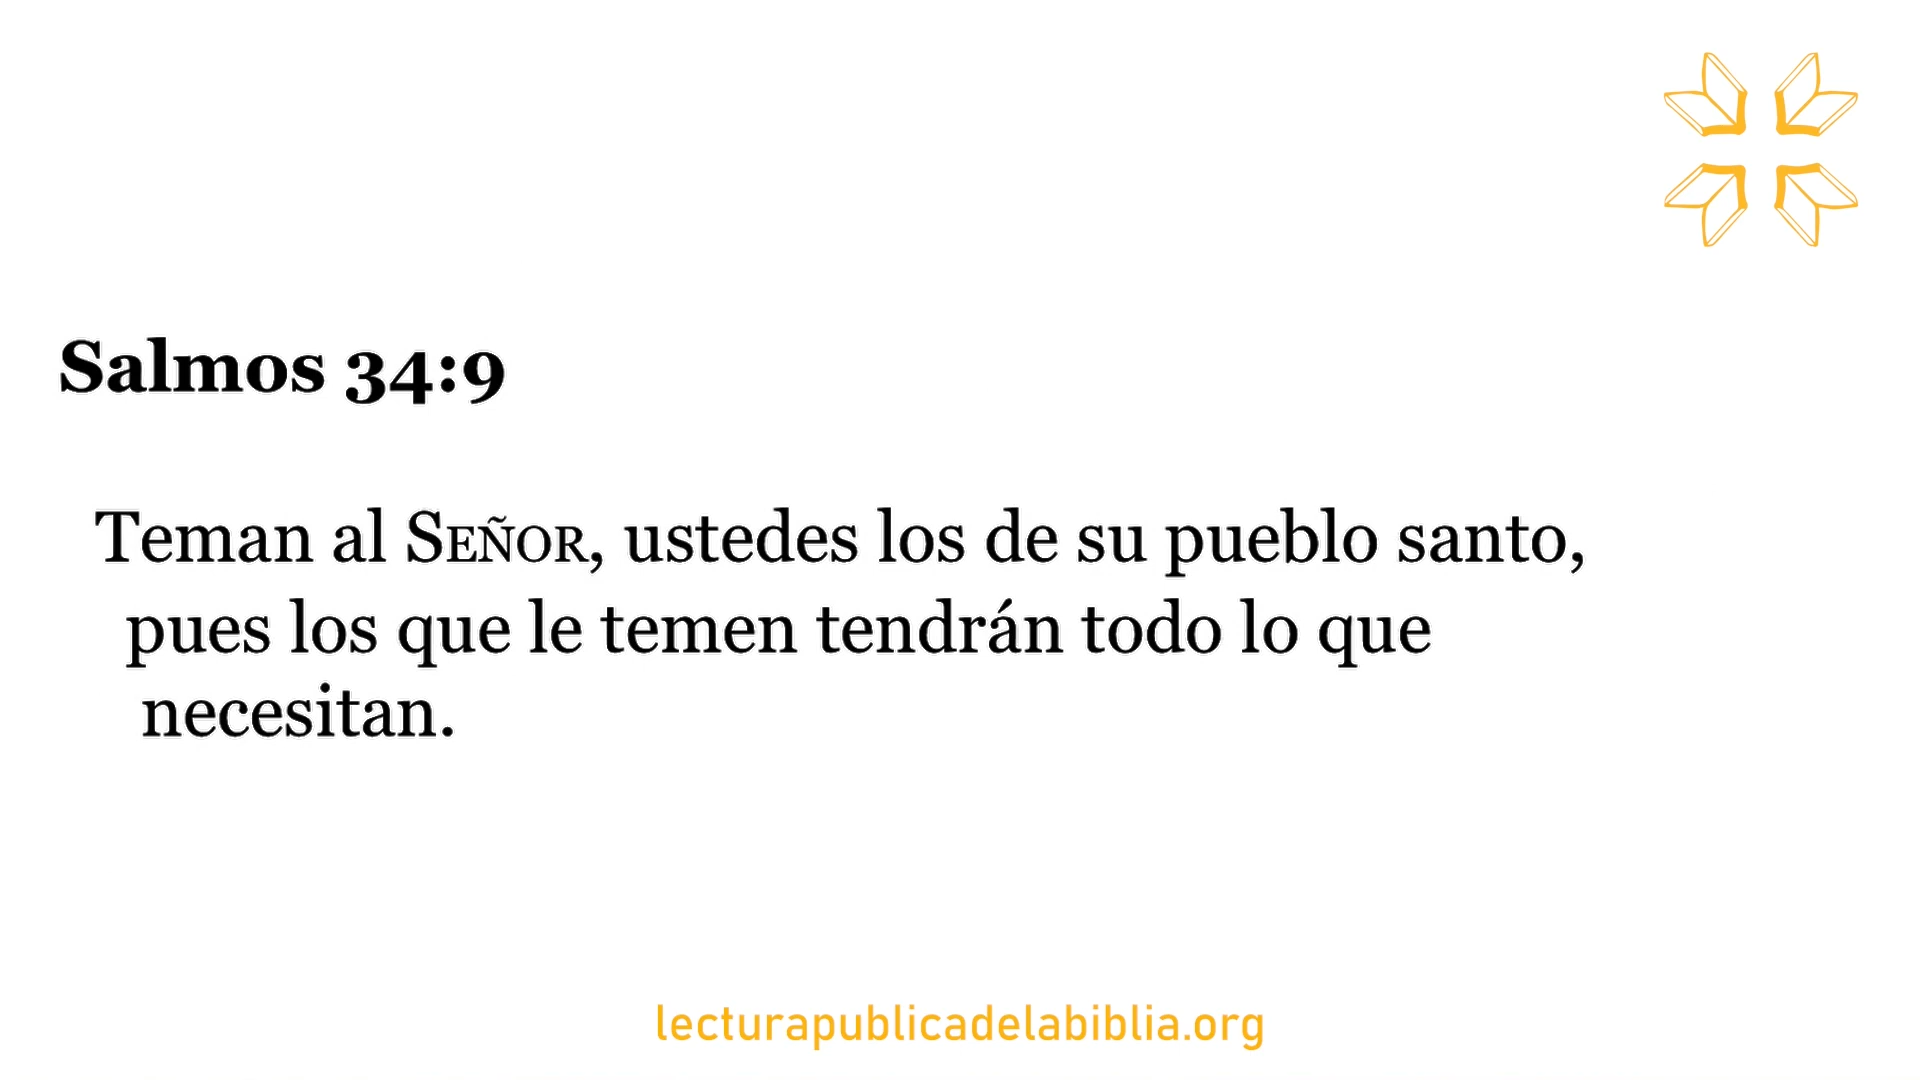 Salmos 34:9
Teman al SEÑOR, ustedes los de su pueblo santo,
pues los que le temen tendrán todo lo que
necesitan.
lecturapublicadelabiblia.org